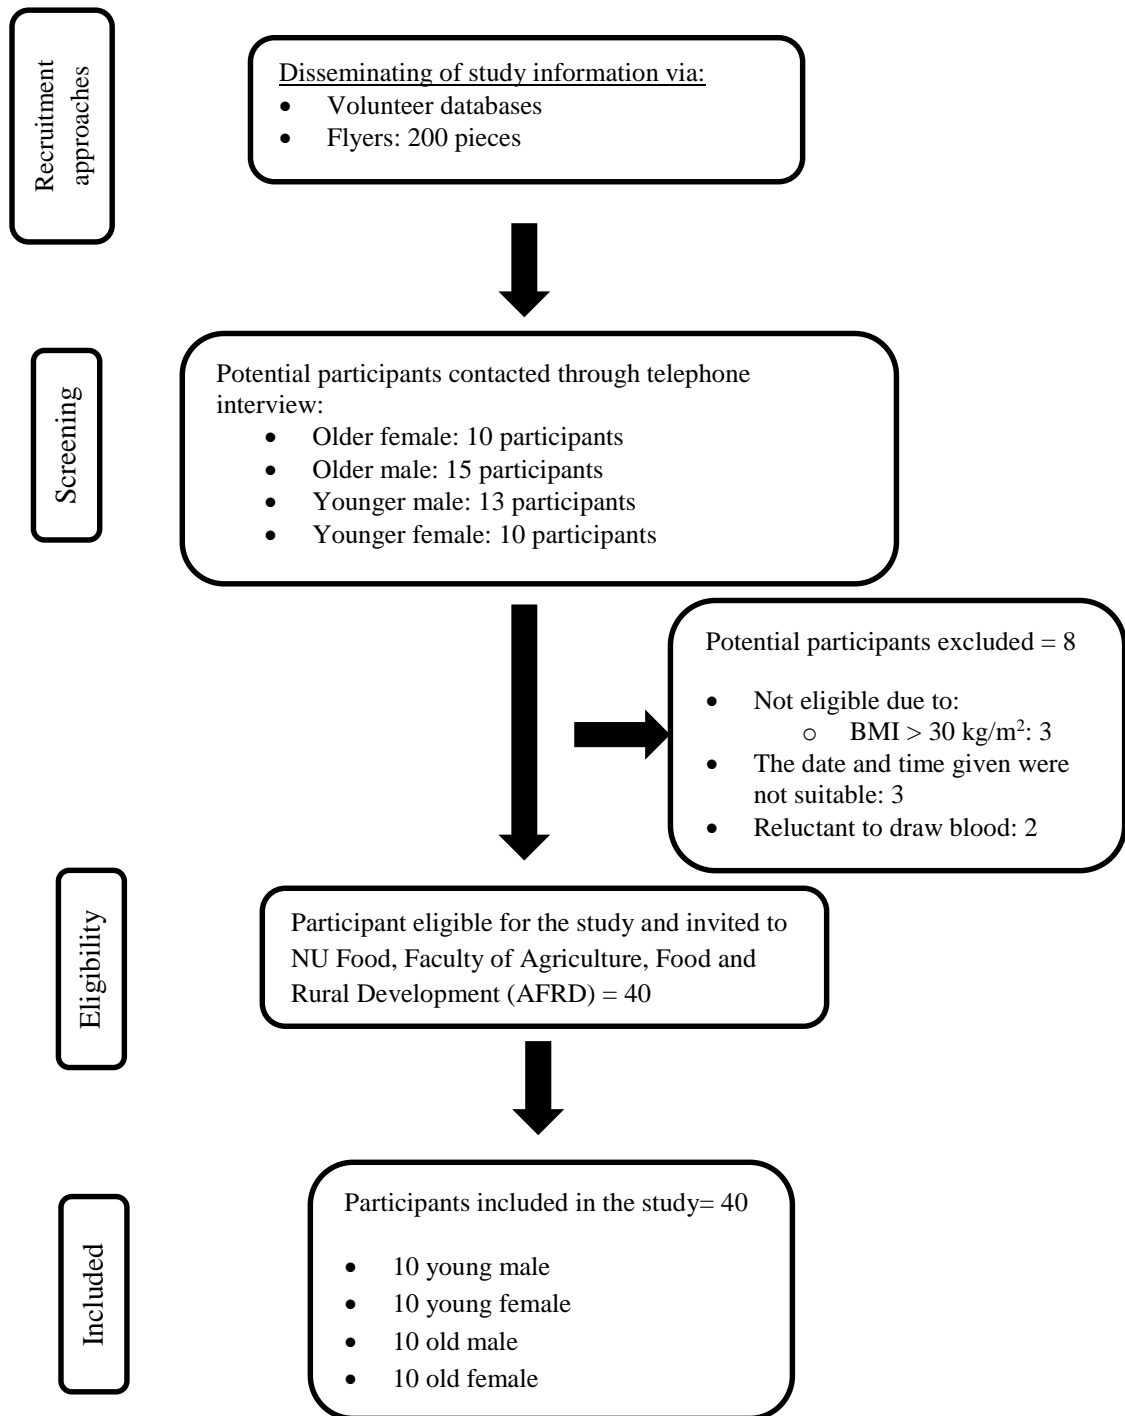 Recruitment
approaches
Disseminating of study information via:
• Volunteer databases
• Flyers: 200 pieces
Screening
Potential participants contacted through telephone
interview:
• Older female: 10 participants
• Older male: 15 participants
• Younger male: 13 participants
• Younger female: 10 participants
Potential participants excluded = 8
• Not eligible due to:
o BMI > 30 kg/m²: 3
• The date and time given were
not suitable: 3
• Reluctant to draw blood: 2
Eligibility
Participant eligible for the study and invited to
NU Food, Faculty of Agriculture, Food and
Rural Development (AFRD) = 40
Included
Participants included in the study= 40
• 10 young male
• 10 young female
• 10 old male
• 10 old female